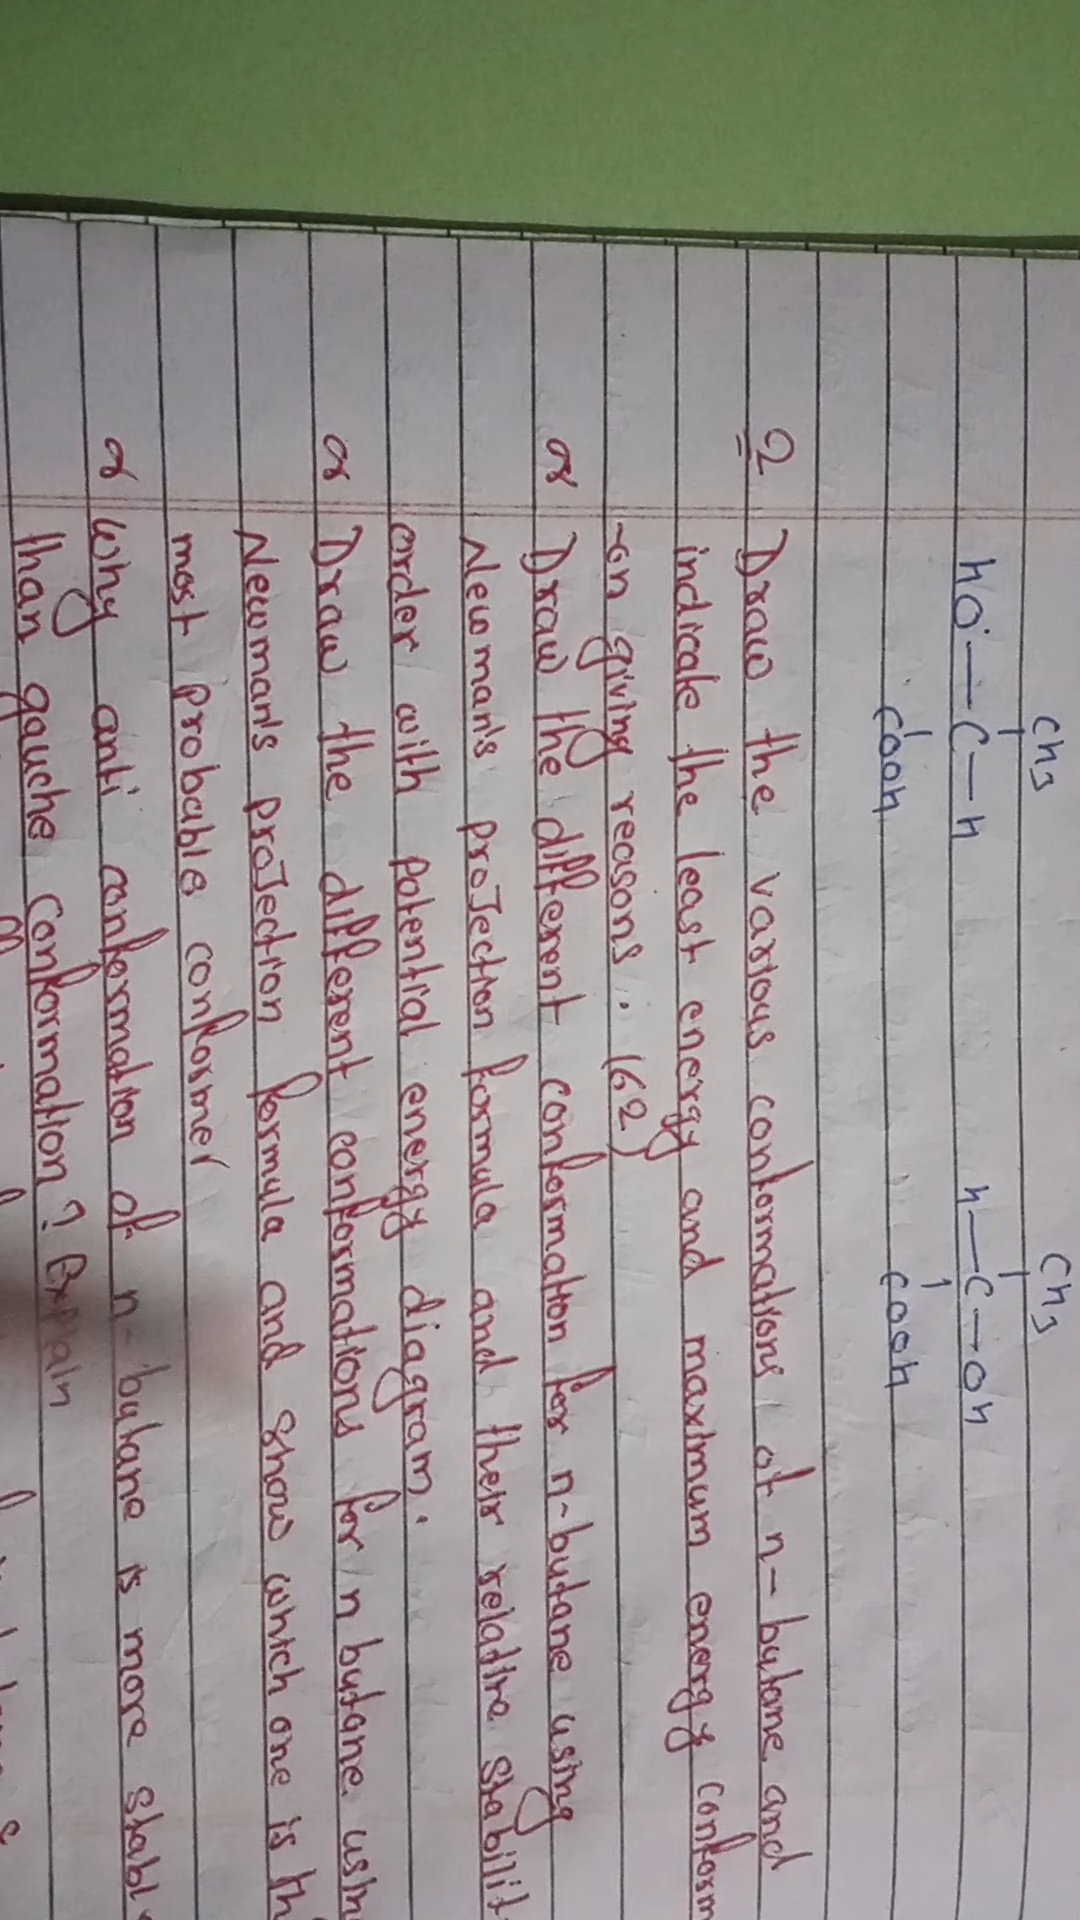 CH3 CH3
HO-C-H H-C-OH
COOH COOH
2 Draw the various conformations of n-butane and
indicate the least energy and maximum energy conform
-on giving reasons. (62)
or Draw the different conformation for n-butane using
Newman's proJection formula and their relative stabilit
order with potential energy diagram.
or Draw the different conformations for n butane usin
Newman's proJection formula and show which one is th
most probable conformer
or Why anti conformation of n-butane is more stabl
than gauche conformation? Explain